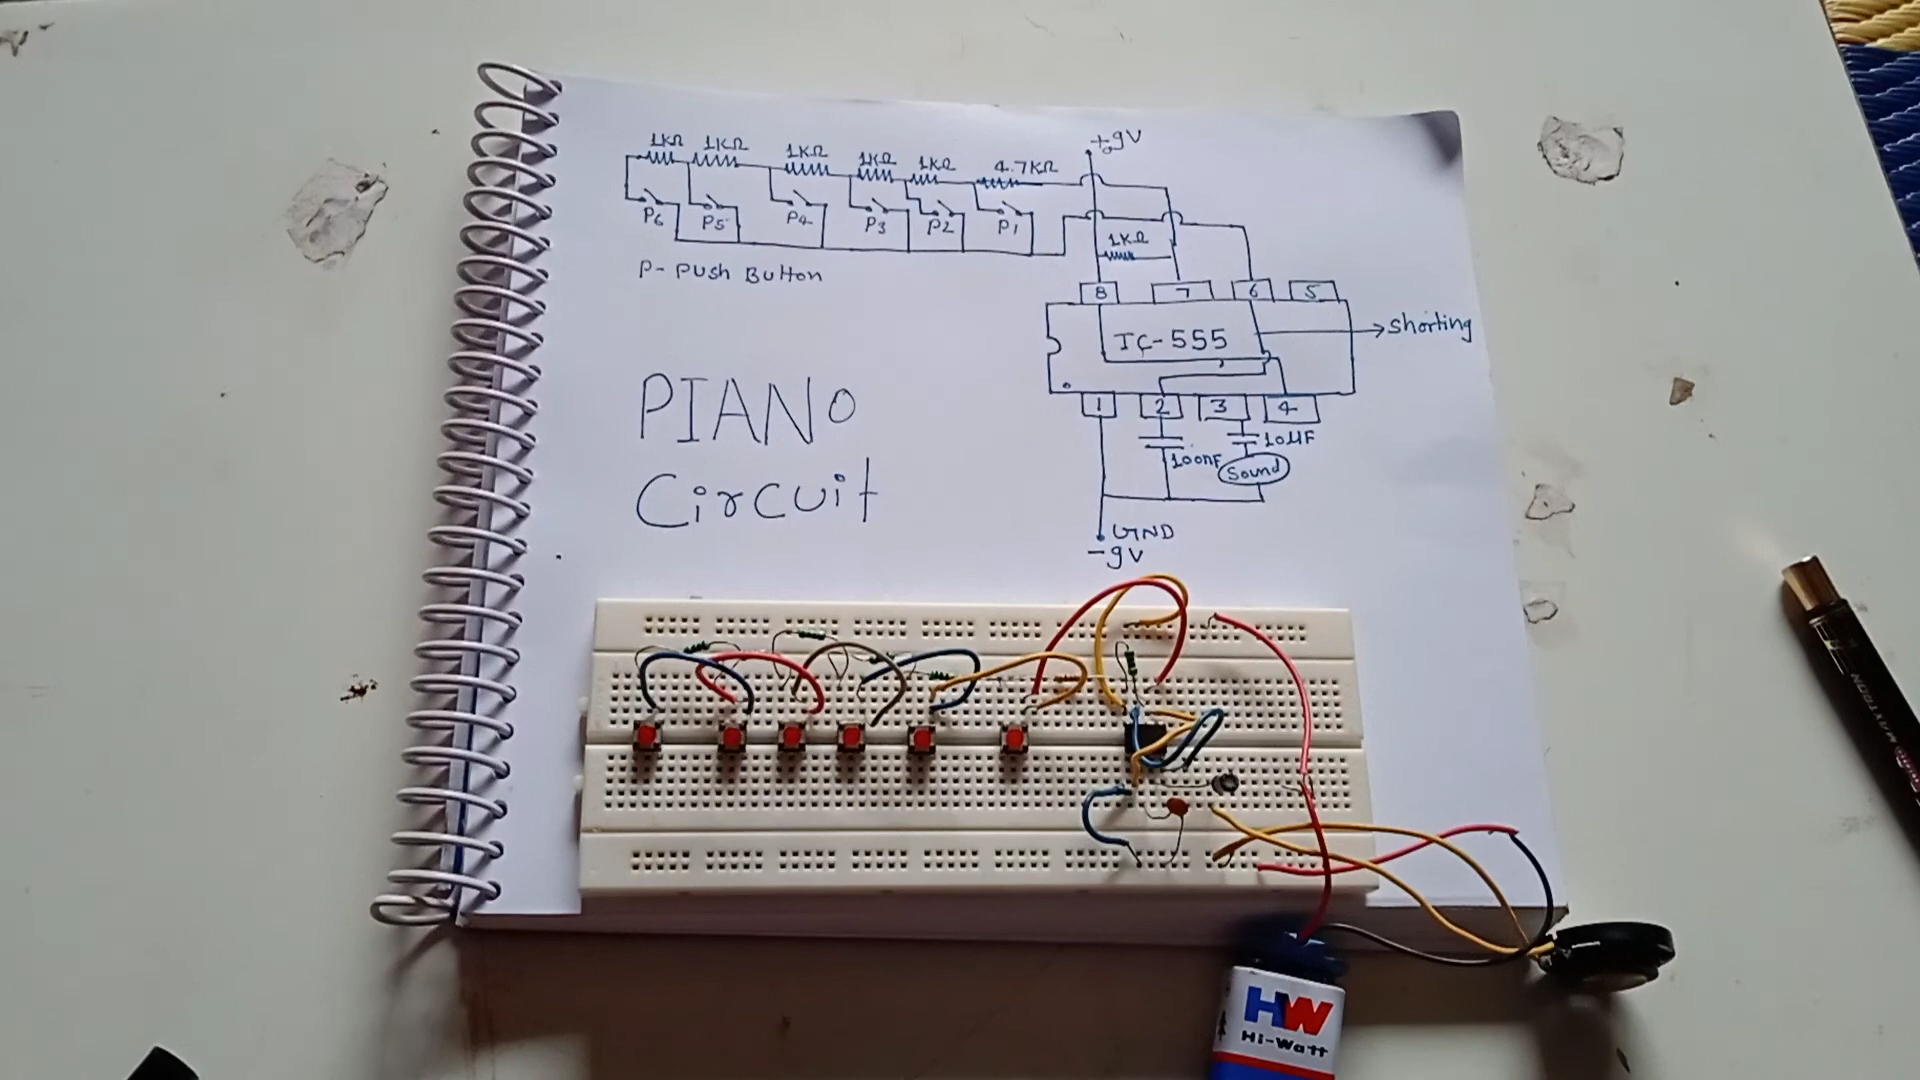 1KΩ 1KΩ 1KΩ 1KΩ 1KΩ 4.7KΩ +9V
P6 P5 P4 P3 P2 P1
1KΩ
P- Push Button
8 7 6 5
IC-555
Shorting
PIANO
Circuit
1 2 3 4
10µF
100nF
Sound
GND
-9V
HW
Hi-Watt